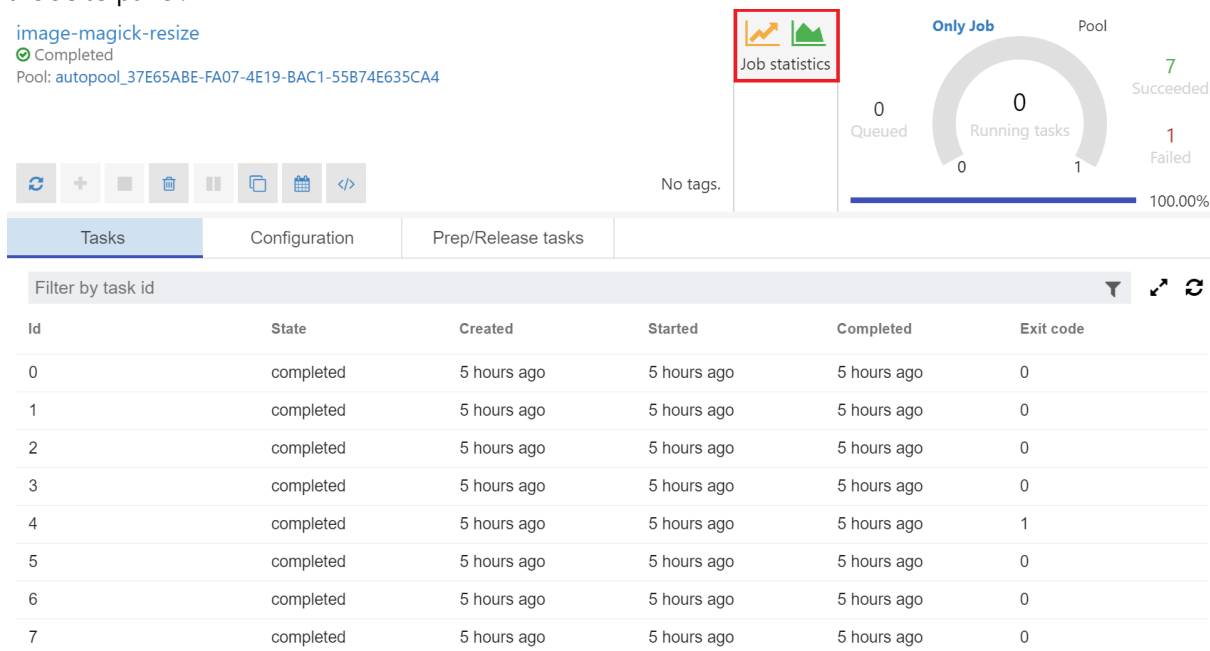 image-magick-resize
Completed
Pool: autopool_37E65ABE-FA07-4E19-BAC1-55B74E635CA4
No tags.
Job statistics
Only Job Pool
0
Queued
0
Running tasks
0 1
7
Succeeded
1
Failed
100.00%
Tasks Configuration Prep/Release tasks
Filter by task id
Id State Created Started Completed Exit code
0 completed 5 hours ago 5 hours ago 5 hours ago 0
1 completed 5 hours ago 5 hours ago 5 hours ago 0
2 completed 5 hours ago 5 hours ago 5 hours ago 0
3 completed 5 hours ago 5 hours ago 5 hours ago 0
4 completed 5 hours ago 5 hours ago 5 hours ago 1
5 completed 5 hours ago 5 hours ago 5 hours ago 0
6 completed 5 hours ago 5 hours ago 5 hours ago 0
7 completed 5 hours ago 5 hours ago 5 hours ago 0